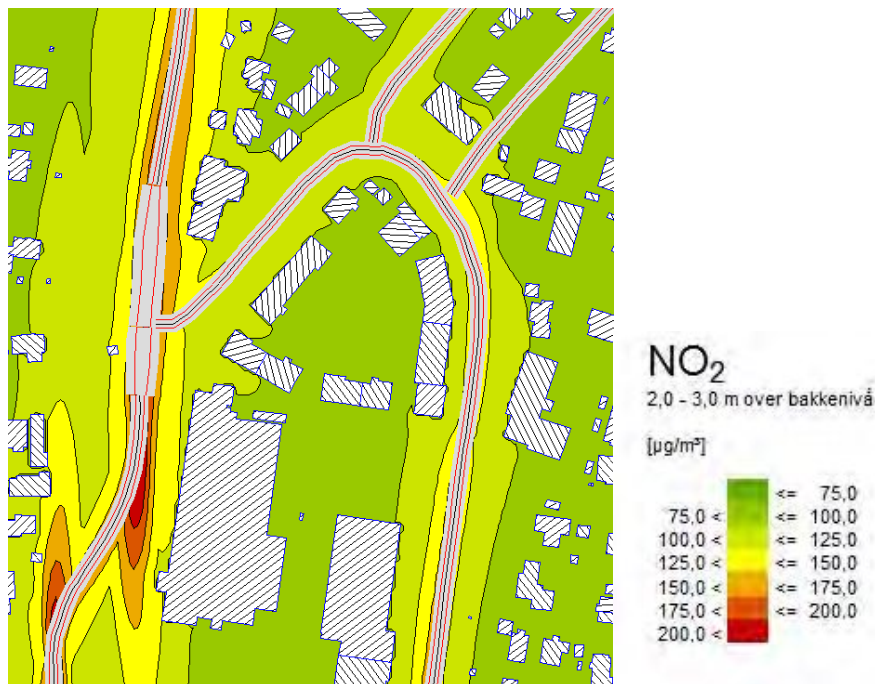 NO₂
2,0 - 3,0 m over bakkenivå
[µg/m³]
<= 75,0
75,0 < <= 100,0
100,0 < <= 125,0
125,0 < <= 150,0
150,0 < <= 175,0
175,0 < <= 200,0
200,0 <